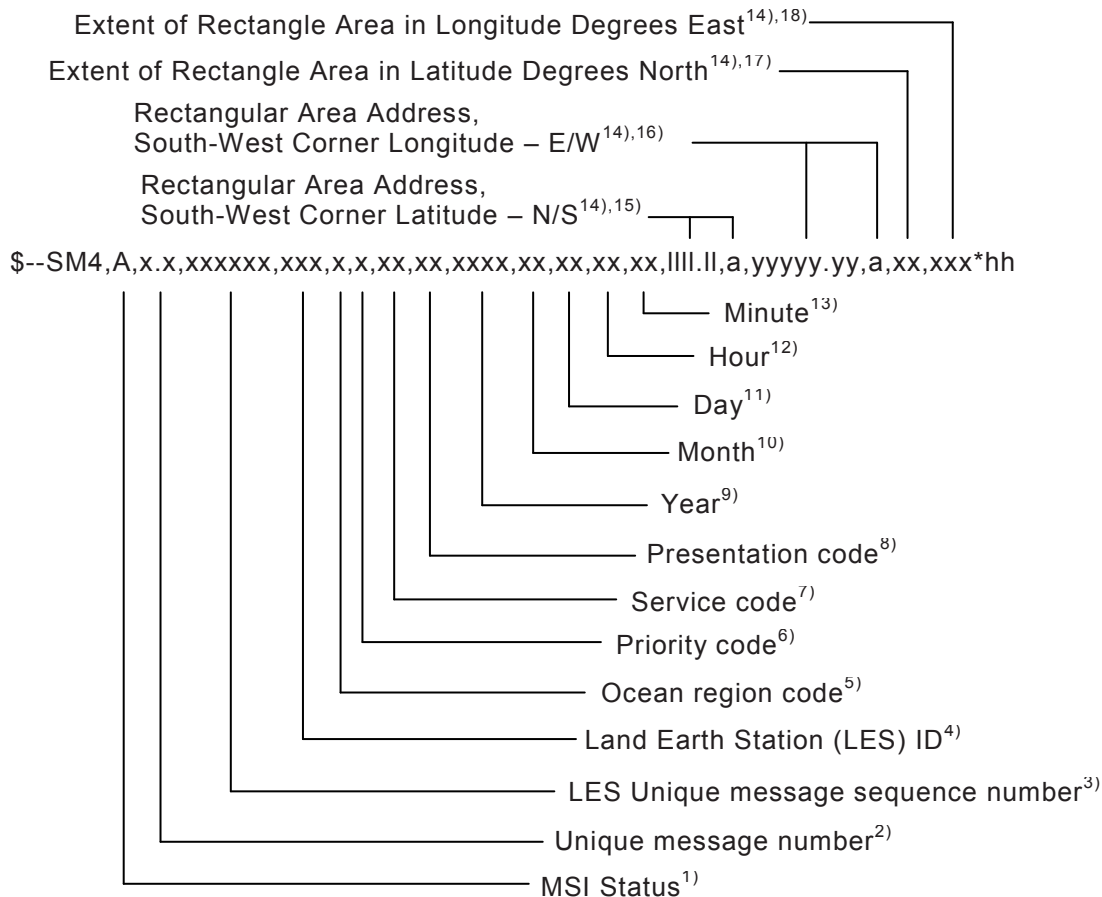 Extent of Rectangle Area in Longitude Degrees East14),18)
Extent of Rectangle Area in Latitude Degrees North14),17)
Rectangular Area Address,
South-West Corner Longitude – E/W14),16)
Rectangular Area Address,
South-West Corner Latitude – N/S14),15)
$--SM4,A,x.x,xxxxxx,xxx,x,x,xx,xx,xxxx,xx,xx,xx,xx,llll.ll,a,yyyyy.yy,a,xx,xxx*hh
Minute13)
Hour12)
Day11)
Month10)
Year9)
Presentation code8)
Service code7)
Priority code6)
Ocean region code5)
Land Earth Station (LES) ID4)
LES Unique message sequence number3)
Unique message number2)
MSI Status1)